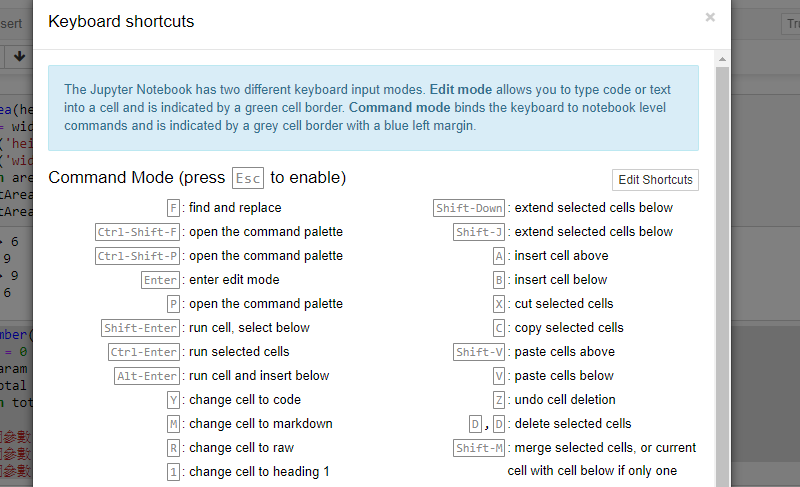 Keyboard shortcuts
×
The Jupyter Notebook has two different keyboard input modes. Edit mode allows you to type code or text
into a cell and is indicated by a green cell border. Command mode binds the keyboard to notebook level
commands and is indicated by a grey cell border with a blue left margin.
Command Mode (press Esc to enable)
Edit Shortcuts
F : find and replace
Ctrl-Shift-F : open the command palette
Ctrl-Shift-P : open the command palette
Enter : enter edit mode
P : open the command palette
Shift-Enter : run cell, select below
Ctrl-Enter : run selected cells
Alt-Enter : run cell and insert below
Y : change cell to code
M : change cell to markdown
R : change cell to raw
1 : change cell to heading 1
Shift-Down : extend selected cells below
Shift-J : extend selected cells below
A : insert cell above
B : insert cell below
X : cut selected cells
C : copy selected cells
Shift-V : paste cells above
V : paste cells below
Z : undo cell deletion
D , D : delete selected cells
Shift-M : merge selected cells, or current
cell with cell below if only one